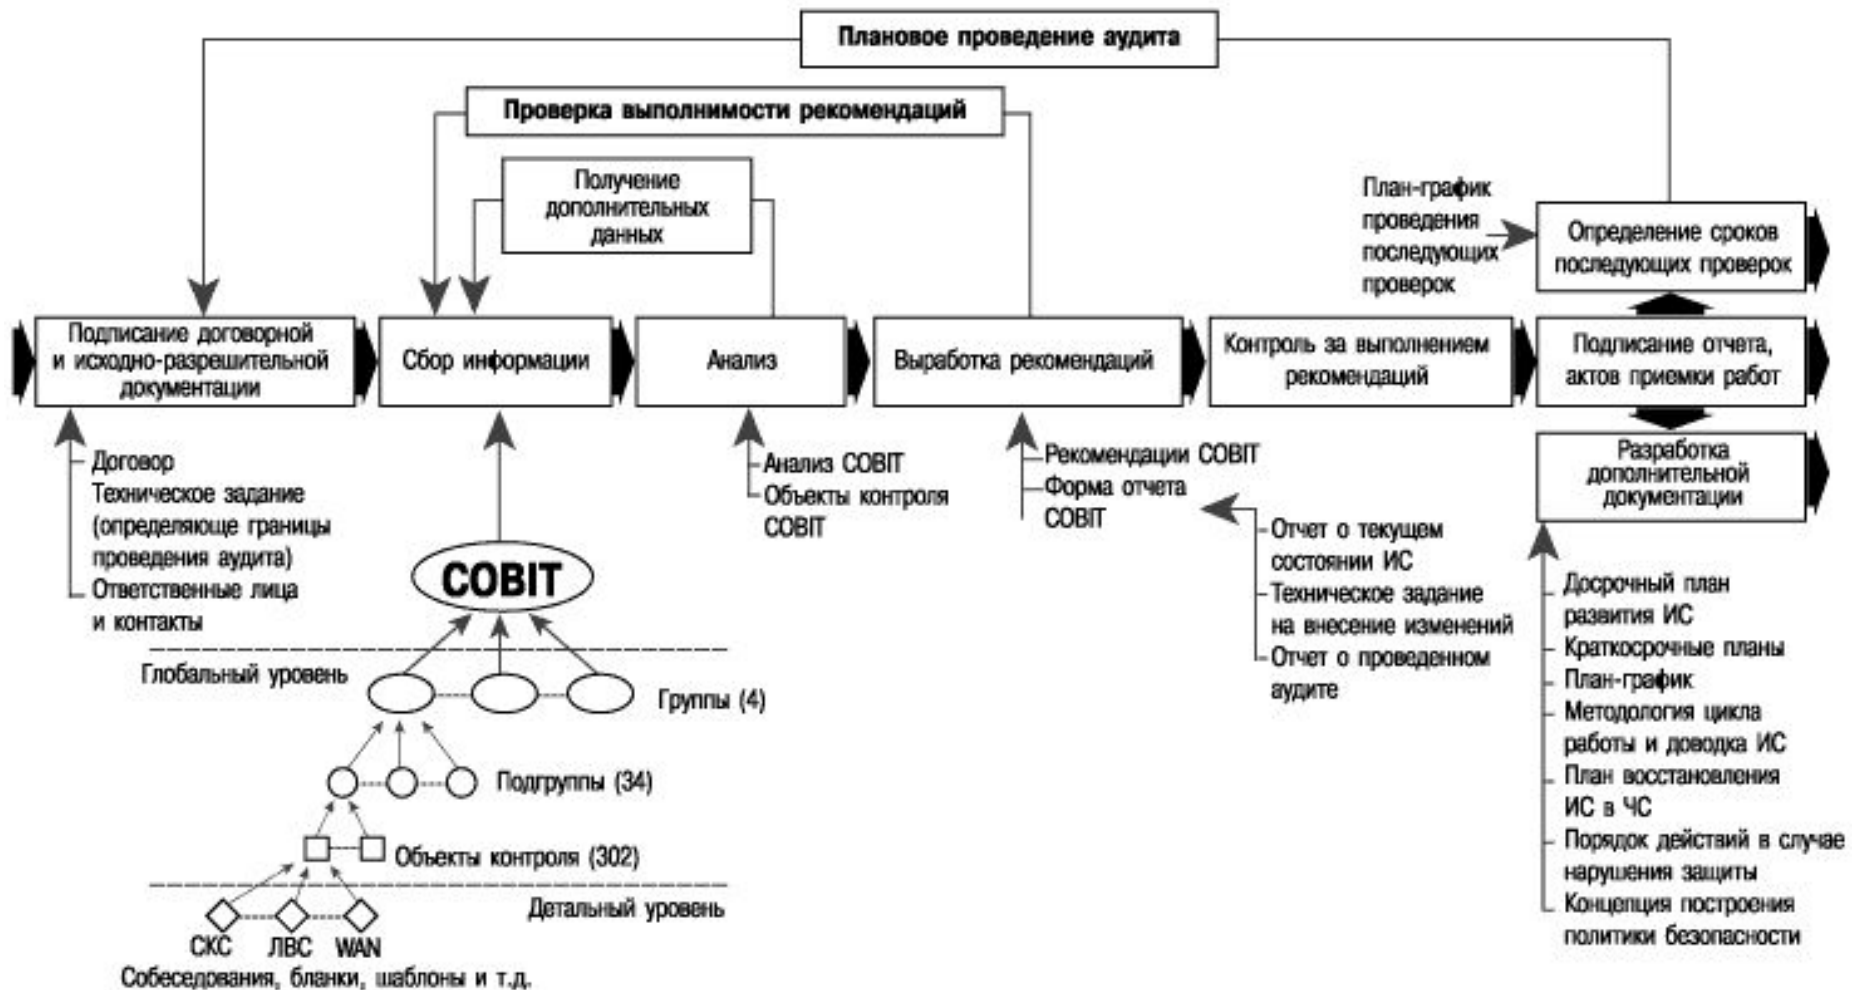 Плановое проведение аудита
Проверка выполнимости рекомендаций
Получение
дополнительных
данных
План-график
проведения
последующих
проверок
Определение сроков
последующих проверок
Подписание договорной
и исходно-разрешительной
документации
Сбор информации
Анализ
Выработка рекомендаций
Контроль за выполнением
рекомендаций
Подписание отчета,
актов приемки работ
Разработка
дополнительной
документации
Договор
Техническое задание
(определяюще границы
проведения аудита)
Ответственные лица
и контакты
Анализ COBIT
Объекты контроля
COBIT
Рекомендации COBIT
Форма отчета
COBIT
Отчет о текущем
состоянии ИС
Техническое задание
на внесение изменений
Отчет о проведенном
аудите
Досрочный план
развития ИС
Краткосрочные планы
План-график
Методология цикла
работы и доводка ИС
План восстановления
ИС в ЧС
Порядок действий в случае
нарушения защиты
Концепция построения
политики безопасности
COBIT
Глобальный уровень
Группы (4)
Подгруппы (34)
Объекты контроля (302)
Детальный уровень
СКС ЛВС WAN
Собеседования, бланки, шаблоны и т.д.